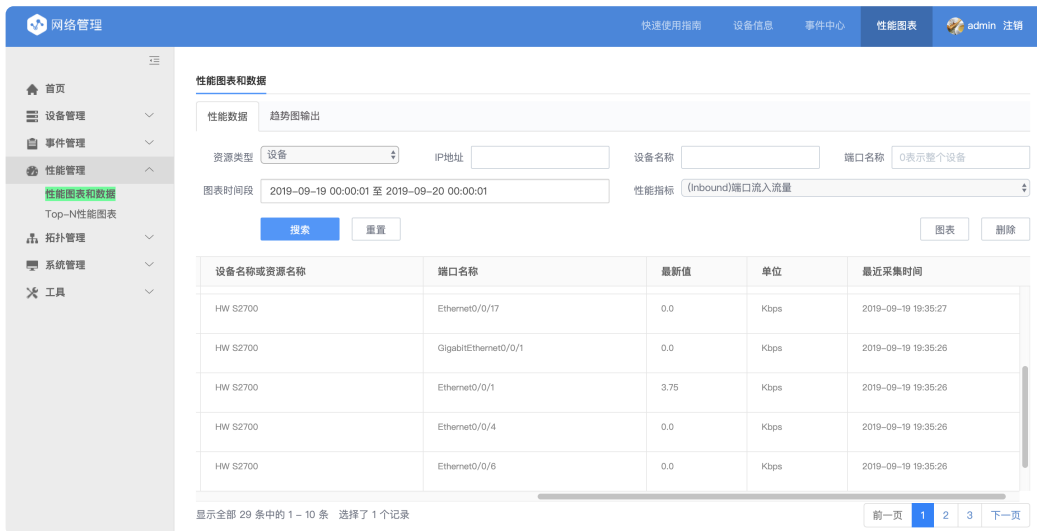 网络管理 快速使用指南 设备信息 事件中心 性能图表 admin 注销
首页
设备管理
事件管理
性能管理
性能图表和数据
Top-N性能图表
拓扑管理
系统管理
工具
性能图表和数据
性能数据 趋势图输出
资源类型 设备 IP地址 设备名称 端口名称 0表示整个设备
图表时间段 2019-09-19 00:00:01 至 2019-09-20 00:00:01 性能指标 (Inbound)端口流入流量
搜索 重置 图表 删除
设备名称或资源名称 端口名称 最新值 单位 最近采集时间
HW S2700 Ethernet0/0/17 0.0 Kbps 2019-09-19 19:35:27
HW S2700 GigabitEthernet0/0/1 0.0 Kbps 2019-09-19 19:35:26
HW S2700 Ethernet0/0/1 3.75 Kbps 2019-09-19 19:35:26
HW S2700 Ethernet0/0/4 0.0 Kbps 2019-09-19 19:35:26
HW S2700 Ethernet0/0/6 0.0 Kbps 2019-09-19 19:35:26
显示全部 29 条中的 1 - 10 条 选择了 1 个记录 前一页 1 2 3 下一页